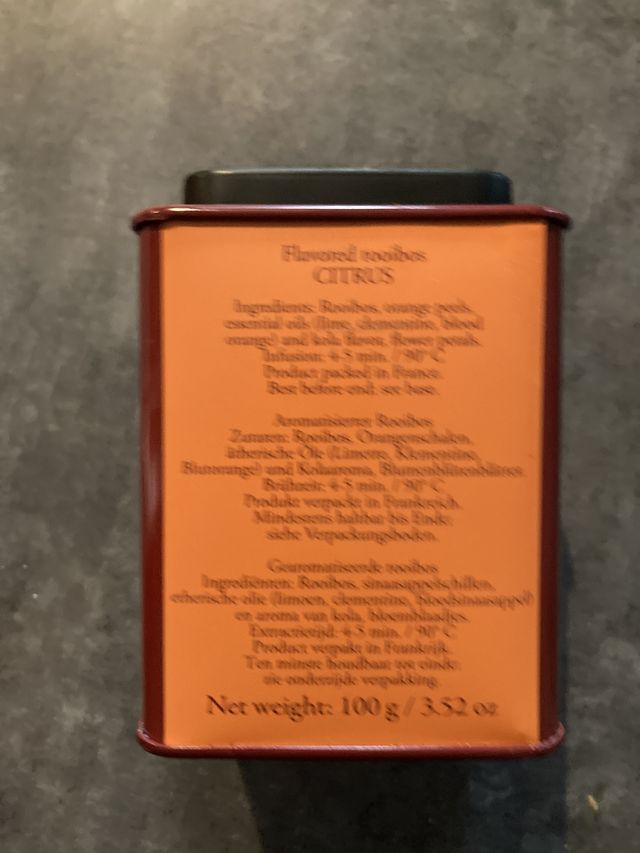 Flavored rooibos
CITRUS
Ingredients: Rooibos, orange peels,
essential oils (lime, clementine, blood
orange) and kola flavor, flower petals.
Infusion: 4-5 min. / 90° C
Product packed in France.
Best before end: see base.
Aromatisierter Rooibos
Zutaten: Rooibos, Orangenschalen,
ätherische Öle (Limette, Klementine,
Blutorange) und Kolaaroma, Blumenblütenblätter.
Brühzeit: 4-5 min. / 90° C
Produkt verpackt in Frankreich.
Mindestens haltbar bis Ende:
siehe Verpackungsboden.
Gearomatiseerde rooibos
Ingrediënten: Rooibos, sinaasappelschillen,
etherische olie (limoen, clementine, bloedsinaasappel)
en aroma van kola, bloemblaadjes.
Extractietijd: 4-5 min. / 90° C
Product verpakt in Frankrijk.
Ten minste houdbaar tot einde:
zie onderzijde verpakking.
Net weight: 100 g / 3.52 oz